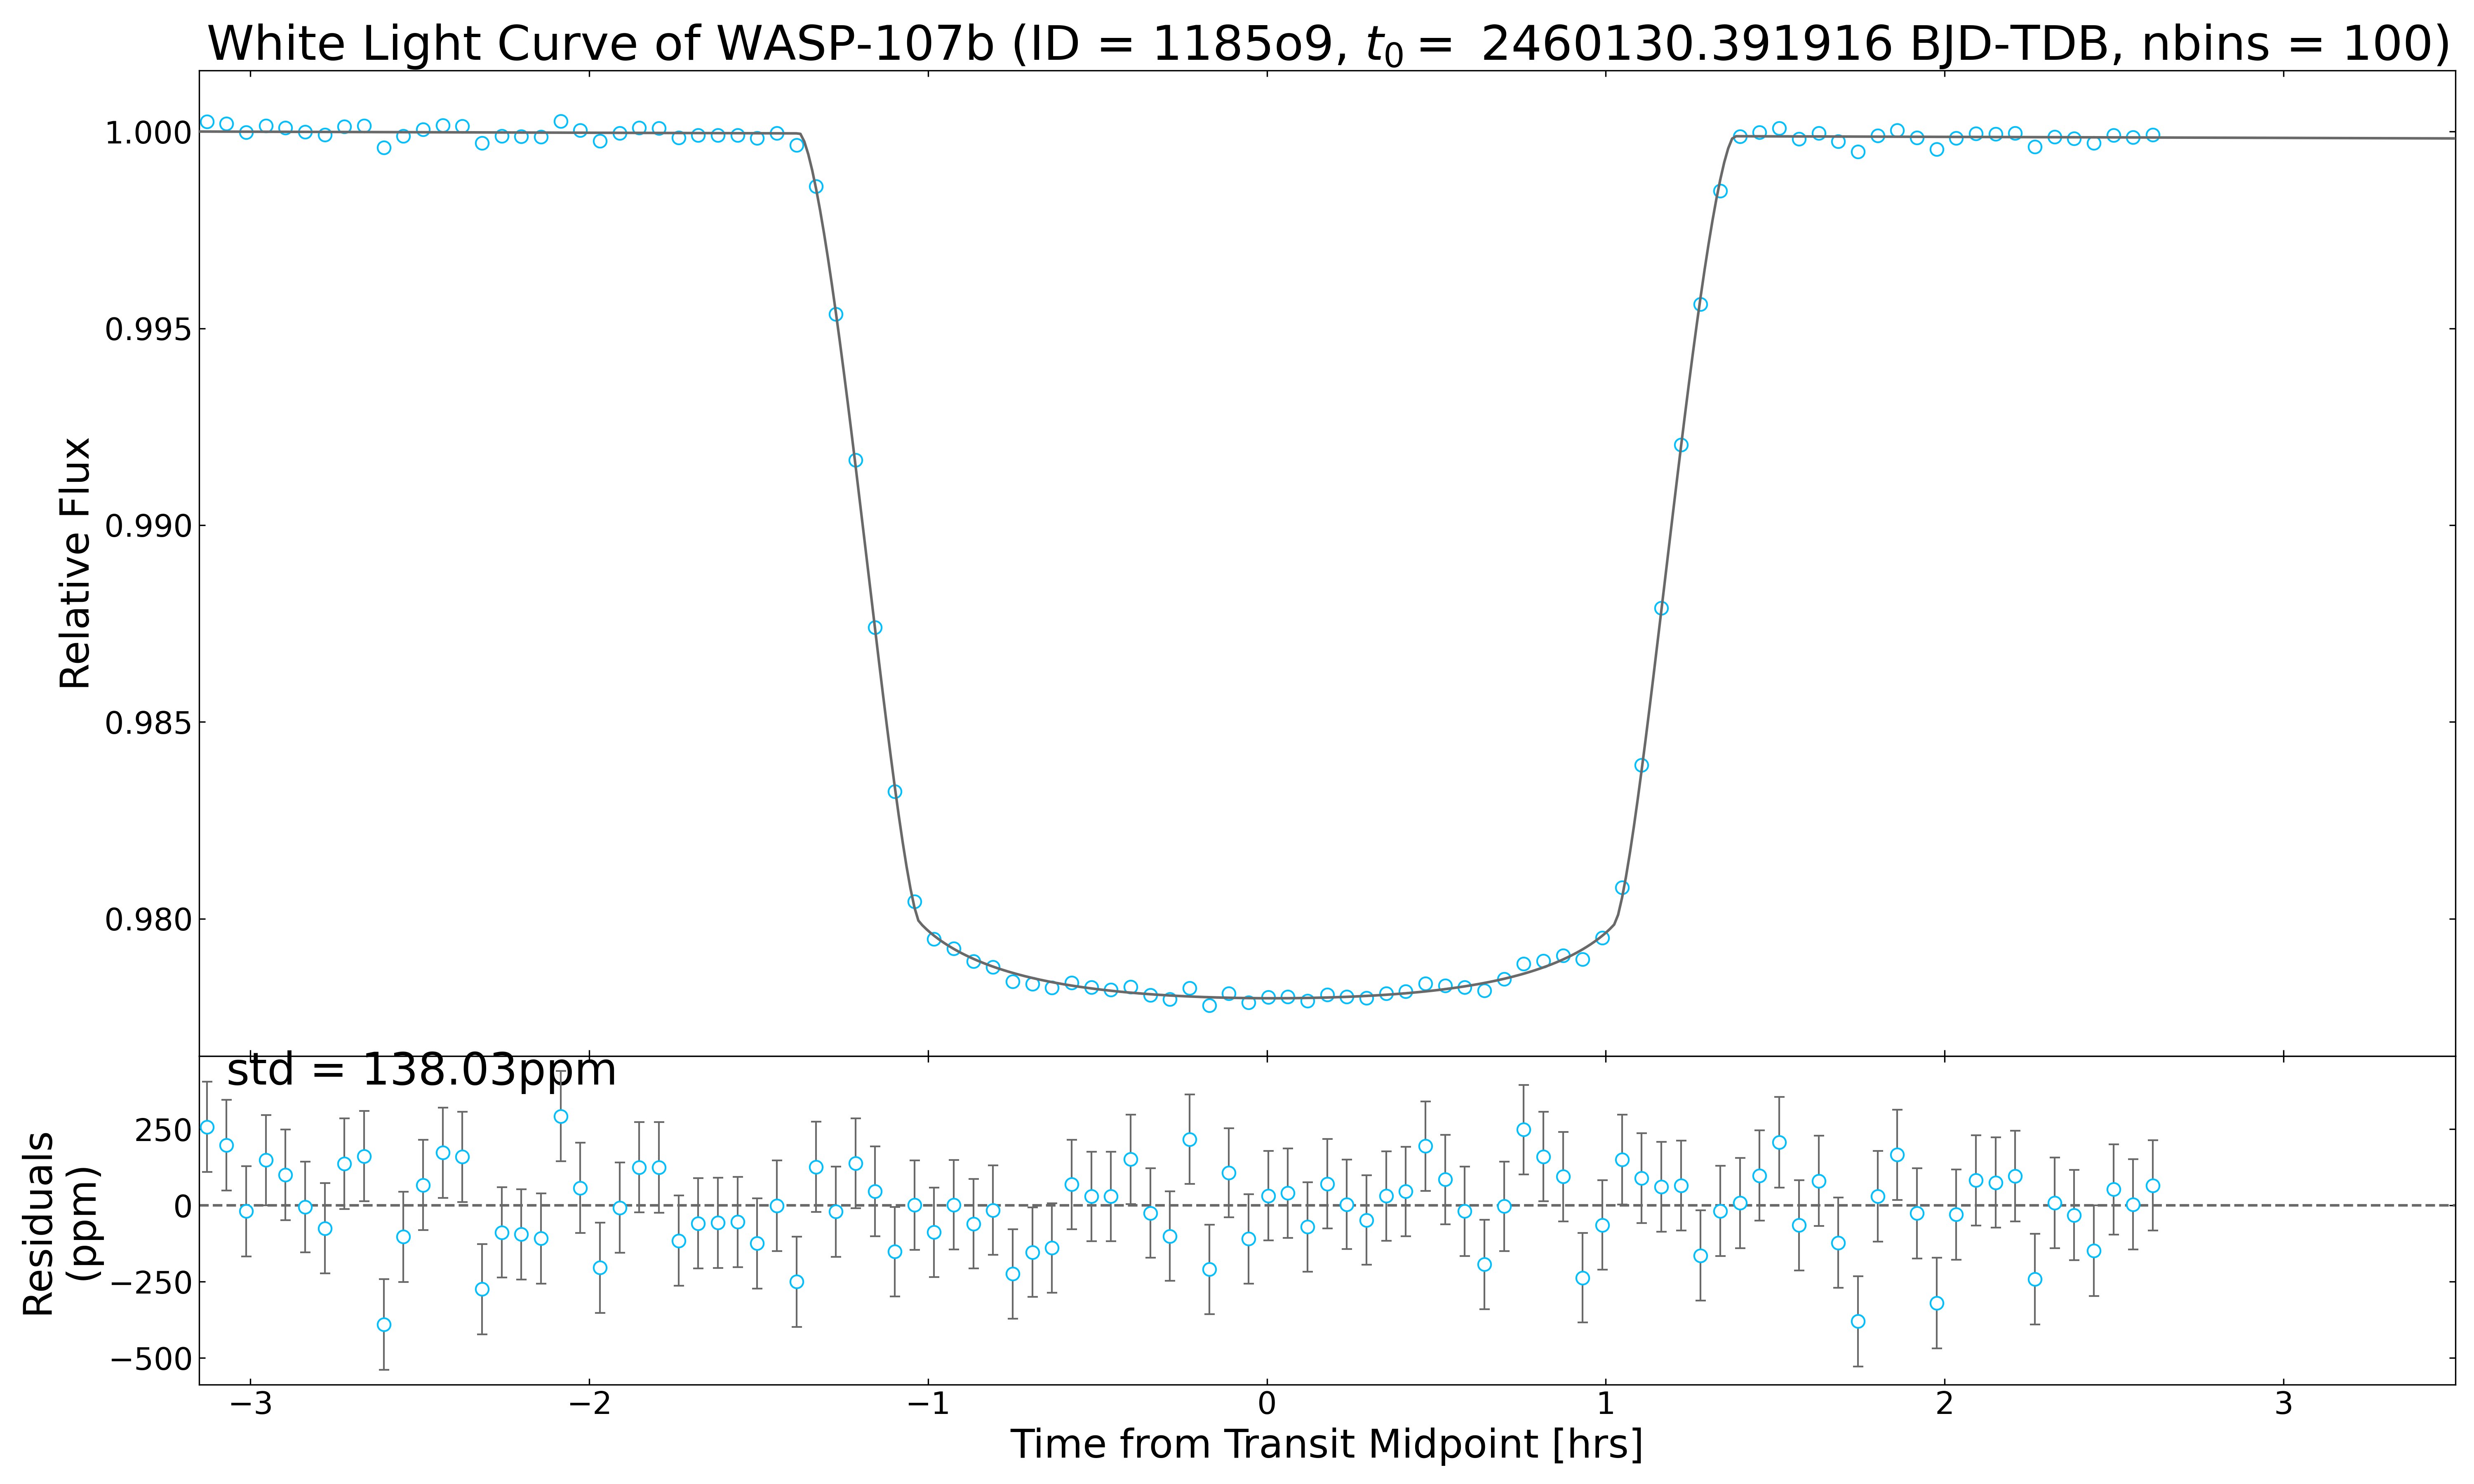 White Light Curve of WASP-107b (ID = 1185o9, t₀ = 2460130.391916 BJD-TDB, nbins = 100)
1.000
0.995
0.990
0.985
0.980
Relative Flux
std = 138.03ppm
250
0
−250
−500
Residuals
(ppm)
−3 −2 −1 0 1 2 3
Time from Transit Midpoint [hrs]